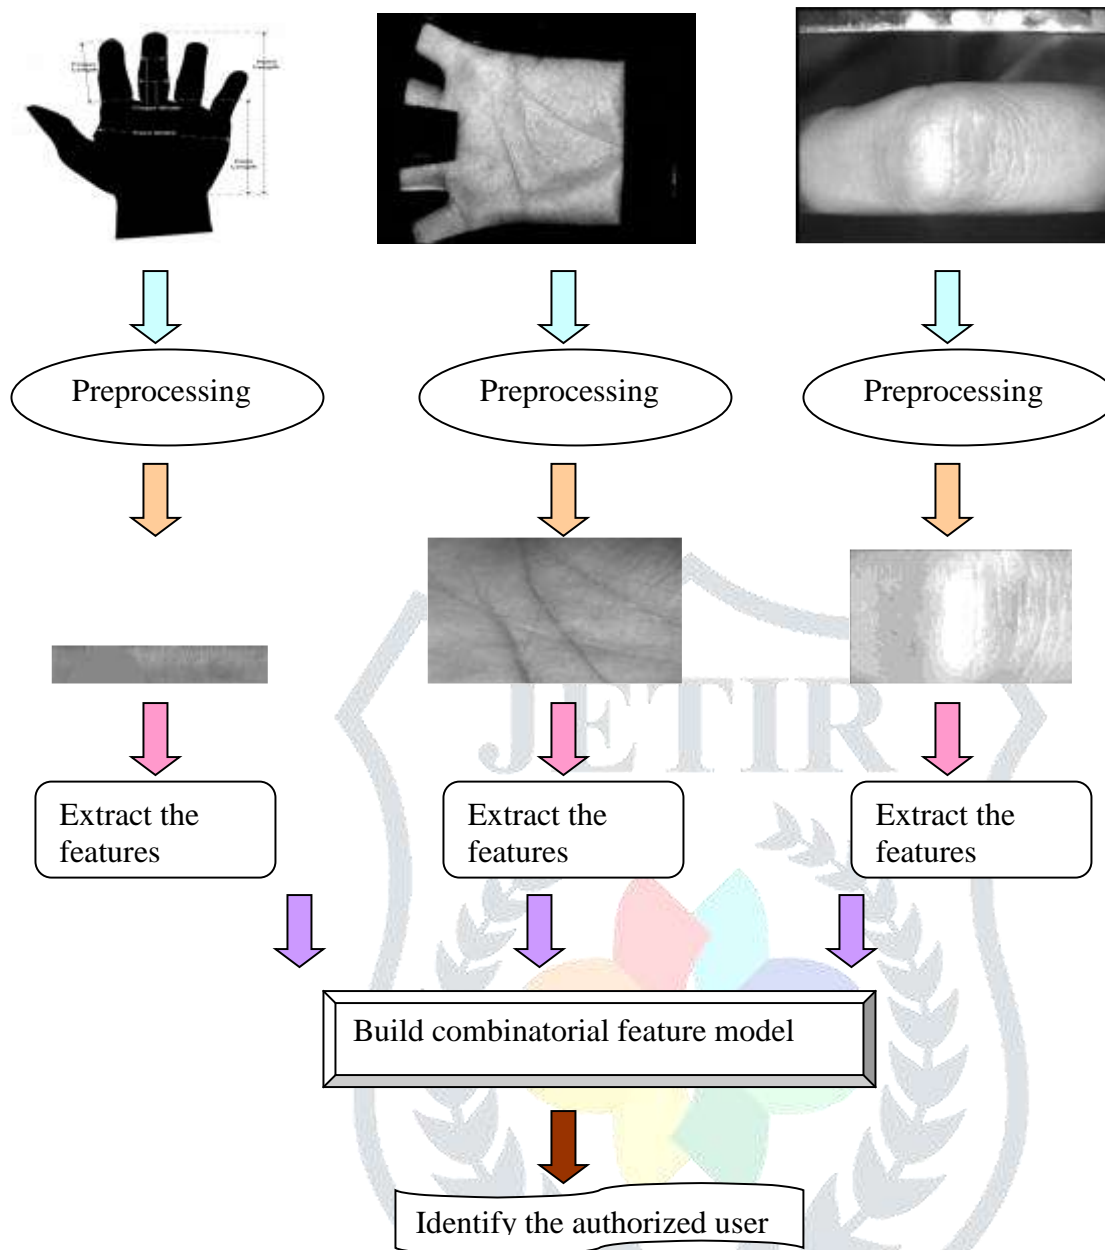 Preprocessing
Preprocessing
Preprocessing
JETIR
Extract the
features
Extract the
features
Extract the
features
Build combinatorial feature model
Identify the authorized user